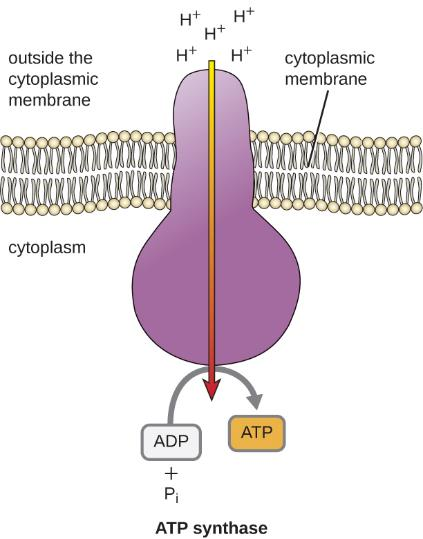 H⁺ H⁺
H⁺
H⁺ H⁺
outside the
cytoplasmic
membrane
cytoplasmic
membrane
cytoplasm
ADP
ATP
+
Pᵢ
ATP synthase